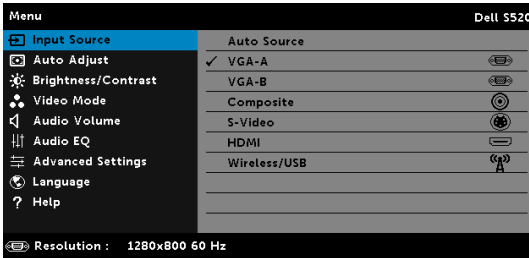 Menu
Dell S520
Input Source
Auto Adjust
Brightness/Contrast
Video Mode
Audio Volume
Audio EQ
Advanced Settings
Language
? Help
Auto Source
✓ VGA-A
VGA-B
Composite
S-Video
HDMI
Wireless/USB
Resolution : 1280x800 60 Hz